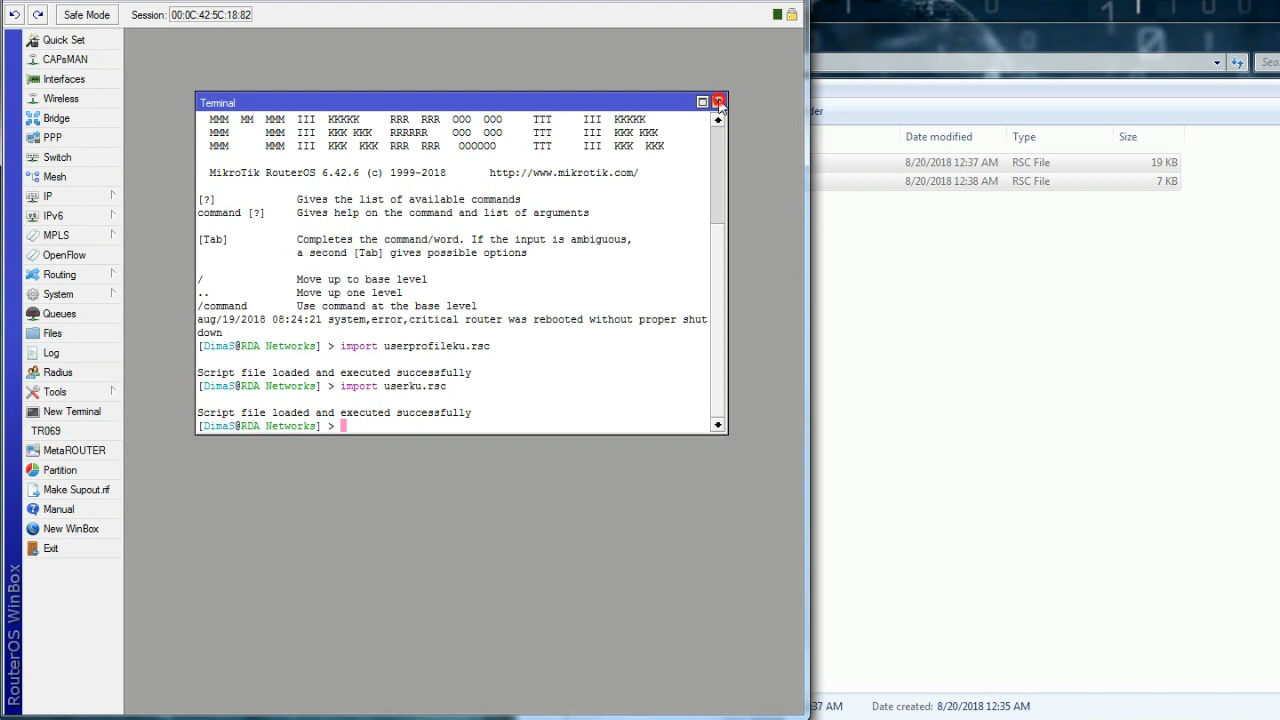 Safe Mode
Session:
00:0C:42:5C:18:82
Quick Set
CAPsMAN
Interfaces
Wireless
Bridge
PPP
Switch
Mesh
IP
IPv6
MPLS
OpenFlow
Routing
System
Queues
Files
Log
Radius
Tools
New Terminal
TR069
MetaROUTER
Partition
Make Supout.rif
Manual
New WinBox
Exit
RouterOS WinBox
Terminal
MMM  MM  MMM  III  KKKKK     RRR  RRR  OOO  OOO     TTT     III  KKKKK
MMM      MMM  III  KKK KKK   RRRRRR    OOO  OOO     TTT     III  KKK KKK
MMM      MMM  III  KKK  KKK  RRR  RRR   OOOOOO      TTT     III  KKK  KKK
MikroTik RouterOS 6.42.6 (c) 1999-2018       http://www.mikrotik.com/
[?]             Gives the list of available commands
command [?]     Gives help on the command and list of arguments
[Tab]           Completes the command/word. If the input is ambiguous,
a second [Tab] gives possible options
/               Move up to base level
..              Move up one level
/command        Use command at the base level
aug/19/2018 08:24:21 system,error,critical router was rebooted without proper shut
down
[DimaS@RDA Networks] > import userprofileku.rsc
Script file loaded and executed successfully
[DimaS@RDA Networks] > import userku.rsc
Script file loaded and executed successfully
[DimaS@RDA Networks] >
Sea
der
Date modified
Type
Size
8/20/2018 12:37 AM
RSC File
19 KB
8/20/2018 12:38 AM
RSC File
7 KB
37 AM
Date created: 8/20/2018 12:35 AM